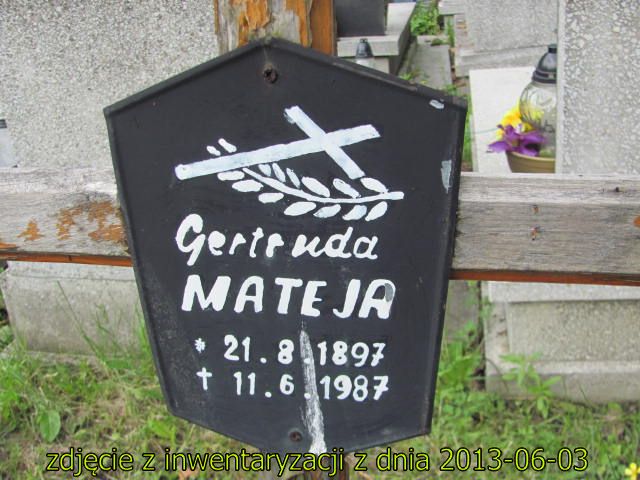 Gertruda
MATEJA
* 21.8.1897
† 11.6.1987
zdjęcie z inwentaryzacji z dnia 2013-06-03